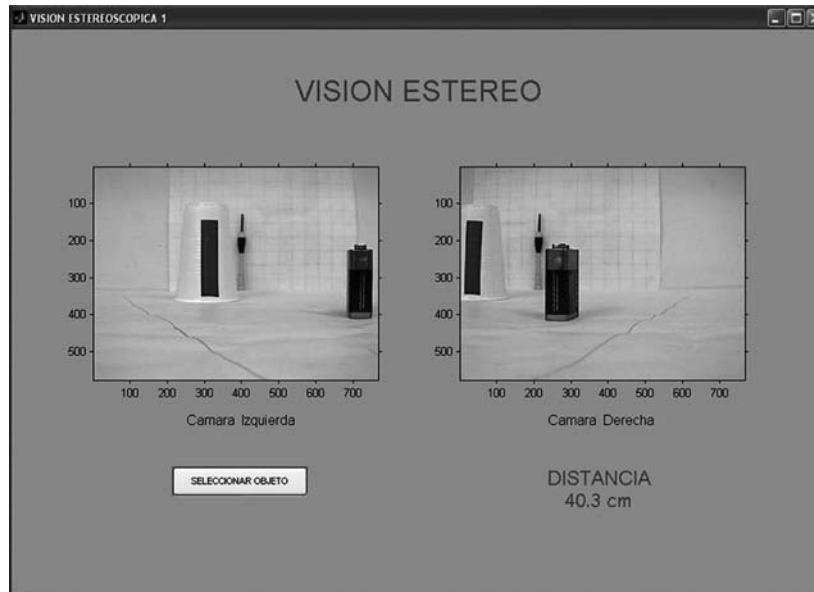 VISION ESTEREOSCOPICA 1
VISION ESTEREO
100
200
300
400
500
100 200 300 400 500 600 700
Camara Izquierda
100
200
300
400
500
100 200 300 400 500 600 700
Camara Derecha
SELECCIONAR OBJETO
DISTANCIA
40.3 cm